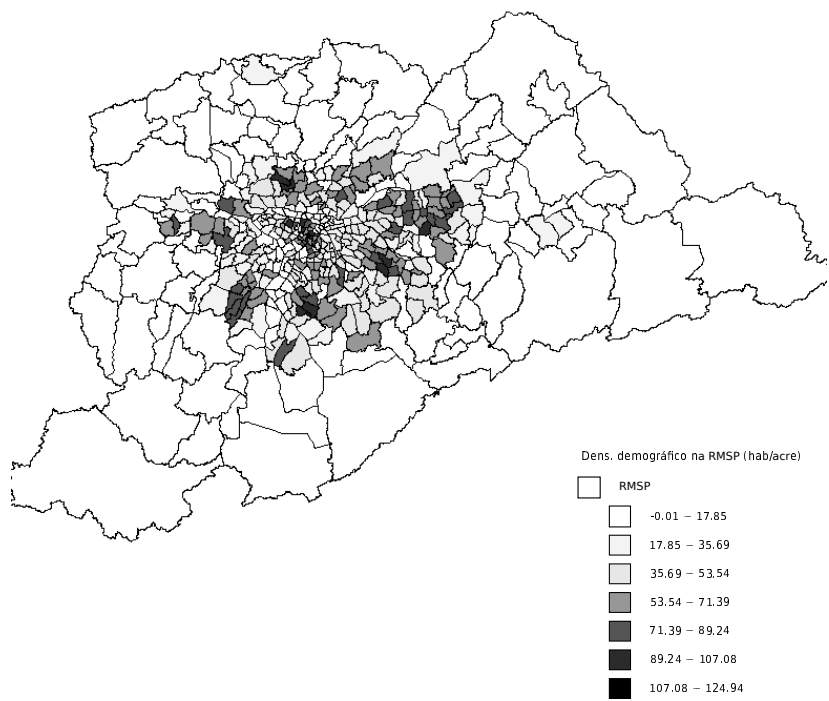 Dens. demográfico na RMSP (hab/acre)
RMSP
-0.01 – 17.85
17.85 – 35.69
35.69 – 53.54
53.54 – 71.39
71.39 – 89.24
89.24 – 107.08
107.08 – 124.94